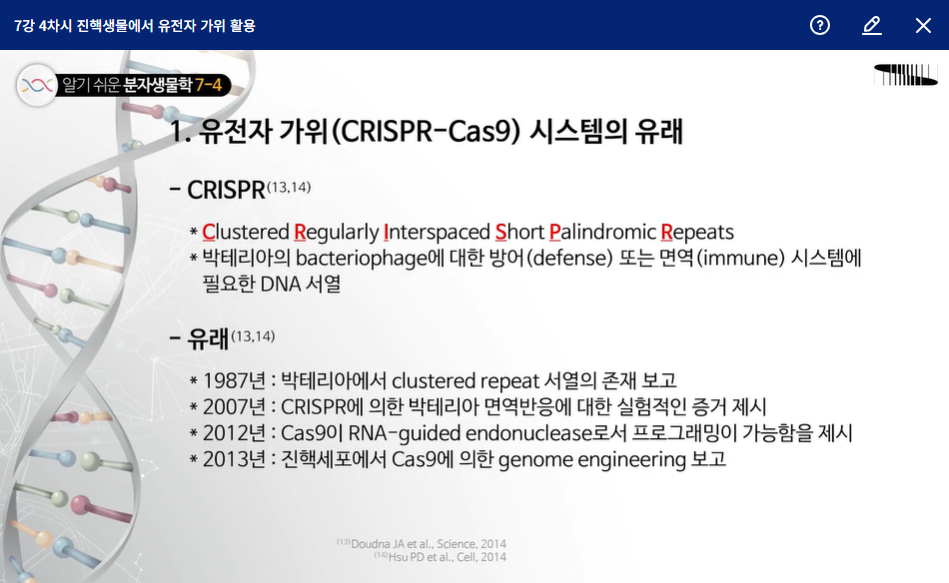 7강 4차시 진핵생물에서 유전자 가위 활용
알기 쉬운 분자생물학 7-4
1. 유전자 가위(CRISPR-Cas9) 시스템의 유래
- CRISPR(13,14)
* Clustered Regularly Interspaced Short Palindromic Repeats
* 박테리아의 bacteriophage에 대한 방어(defense) 또는 면역(immune) 시스템에
필요한 DNA 서열
- 유래(13,14)
* 1987년 : 박테리아에서 clustered repeat 서열의 존재 보고
* 2007년 : CRISPR에 의한 박테리아 면역반응에 대한 실험적인 증거 제시
* 2012년 : Cas9이 RNA-guided endonuclease로서 프로그래밍이 가능함을 제시
* 2013년 : 진핵세포에서 Cas9에 의한 genome engineering 보고
(13)Doudna JA et al., Science, 2014
(14)Hsu PD et al., Cell, 2014